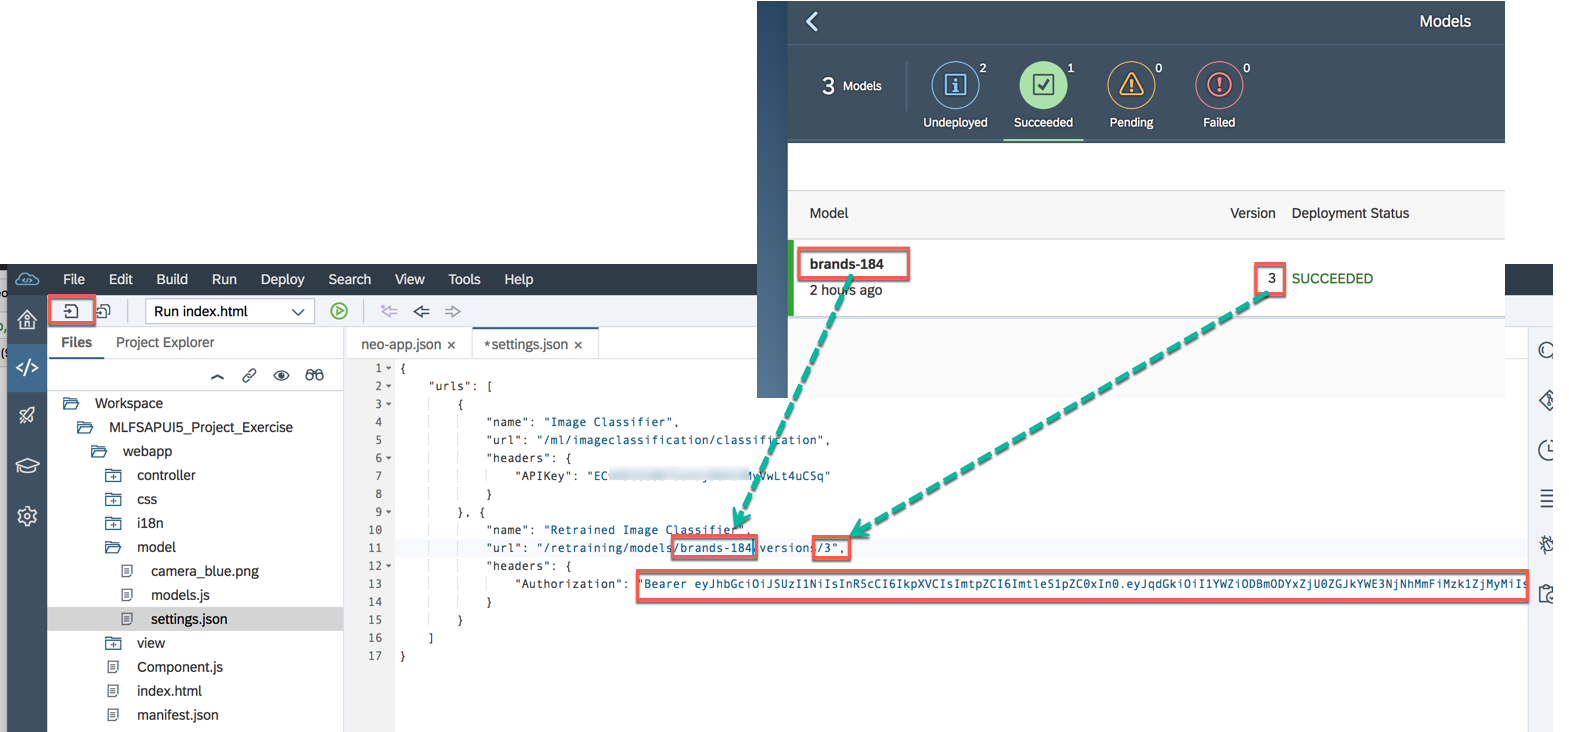 Models
3 Models
2
1
0
0
Undeployed
Succeeded
Pending
Failed
Model Version Deployment Status
brands-184 3 SUCCEEDED
2 hours ago
File Edit Build Run Deploy Search View Tools Help
Run index.html
Files Project Explorer
neo-app.json × *settings.json ×
Workspace
MLFSAPUI5_Project_Exercise
webapp
controller
css
i18n
model
camera_blue.png
models.js
settings.json
view
Component.js
index.html
manifest.json
1 {
2 "urls": [
3 {
4 "name": "Image Classifier",
5 "url": "/ml/imageclassification/classification",
6 "headers": {
7 "APIKey": "EC MyVwLt4uCSq"
8 }
9 }, {
10 "name": "Retrained Image Classifier",
11 "url": "/retraining/models/brands-184/versions/3",
12 "headers": {
13 "Authorization": "Bearer eyJhbGciOiJSUzI1NiIsInR5cCI6IkpXVCIsImtpZCI6ImtleS1pZC0xIn0.eyJqdGkiOiI1YWZiODBmODYxZjU0ZGJkYWE3NjNhMmFiMzk1ZjMyMiIs
14 }
15 }
16 ]
17 }